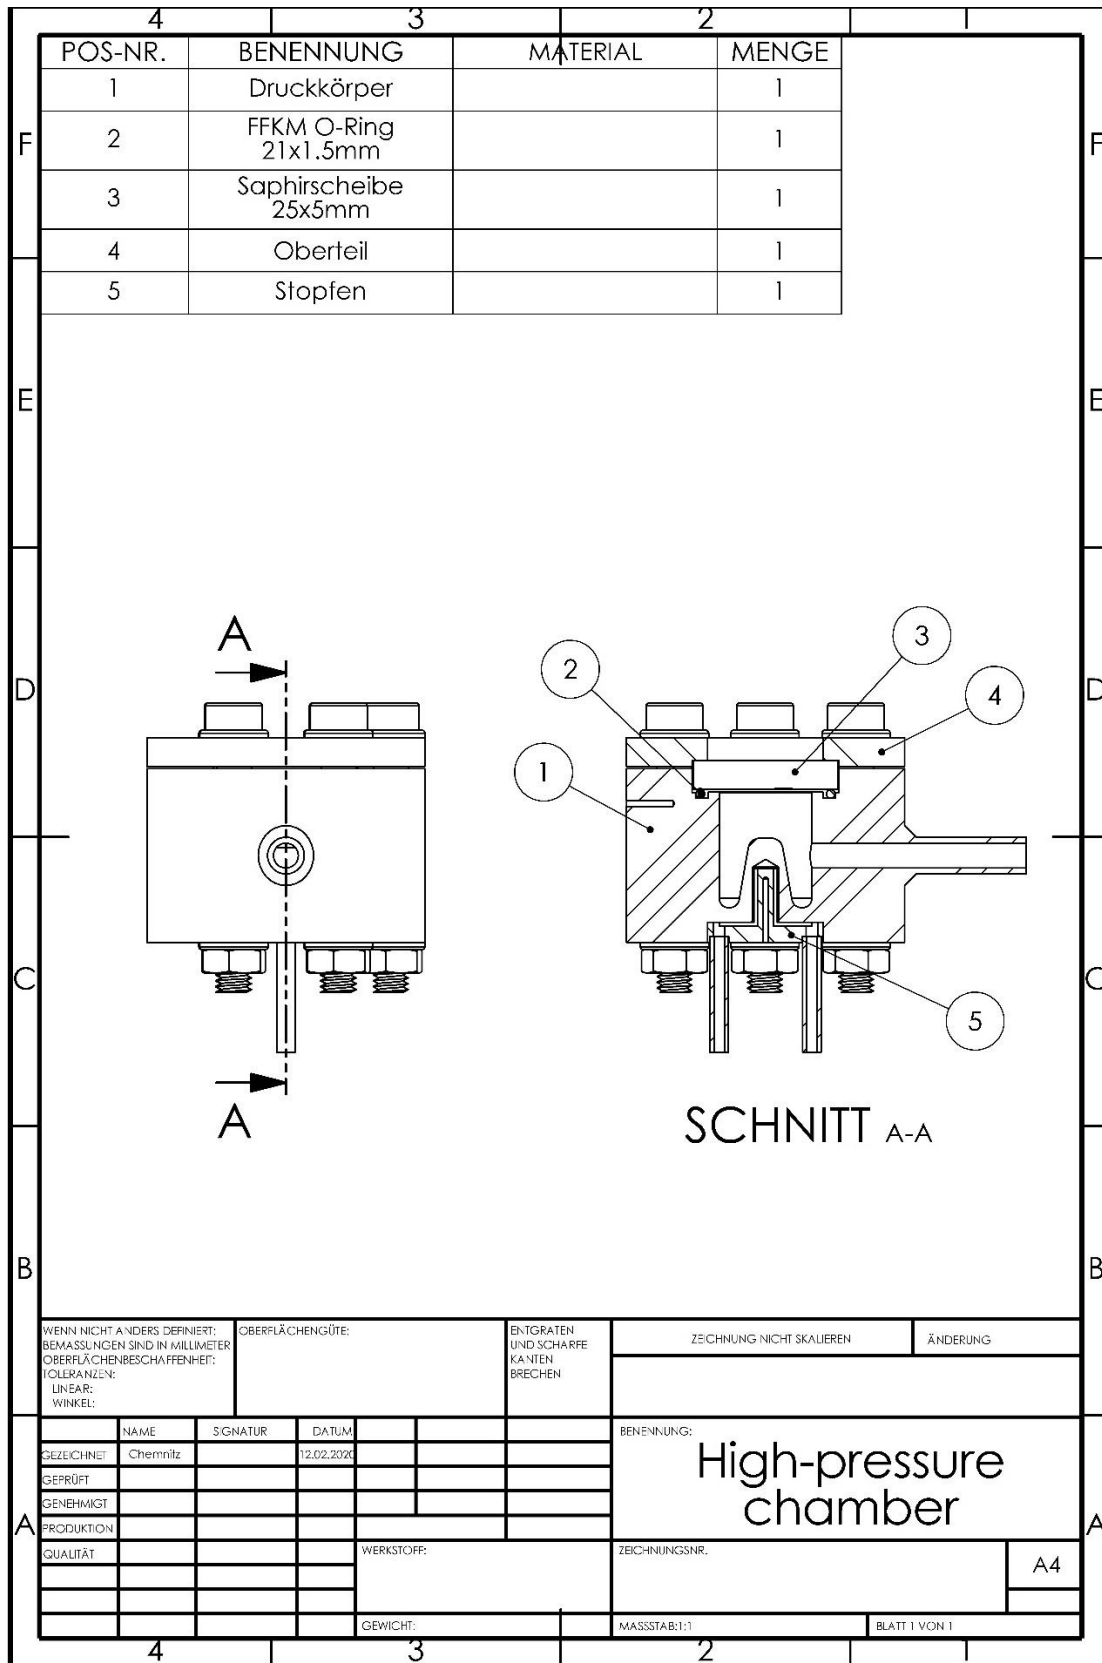 4 3 2 1
POS-NR. BENENNUNG MATERIAL MENGE
1 Druckkörper 1
F F
2 FFKM O-Ring 21x1.5mm 1
3 Saphirscheibe 25x5mm 1
4 Oberteil 1
5 Stopfen 1
E E
A
3
2
D D
4
1
C C
5
A
SCHNITT A-A
B B
WENN NICHT ANDERS DEFINIERT:
BEMASSUNGEN SIND IN MILLIMETER
OBERFLÄCHENBESCHAFFENHEIT:
TOLERANZEN:
LINEAR:
WINKEL:
OBERFLÄCHENGÜTE:
ENTGRATEN
UND SCHARFE
KANTEN
BRECHEN
ZEICHNUNG NICHT SKALIEREN
ÄNDERUNG
NAME SIGNATUR DATUM
GEZEICHNET Chemnitz 12.02.2020
GEPRÜFT
GENEHMIGT
PRODUKTION
QUALITÄT
BENENNUNG:
High-pressure
chamber
A A
WERKSTOFF:
ZEICHNUNGSNR.
A4
GEWICHT:
MASSSTAB:1:1
BLATT 1 VON 1
4 3 2 1